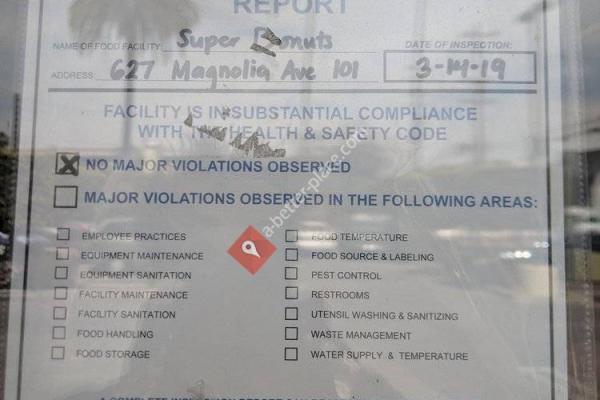 REPORT
NAME OF FOOD FACILITY Super Donuts
DATE OF INSPECTION:
ADDRESS 627 Magnolia Ave 101
3-14-19
FACILITY IS IN SUBSTANTIAL COMPLIANCE
WITH THE HEALTH & SAFETY CODE
X NO MAJOR VIOLATIONS OBSERVED
MAJOR VIOLATIONS OBSERVED IN THE FOLLOWING AREAS:
EMPLOYEE PRACTICES
EQUIPMENT MAINTENANCE
EQUIPMENT SANITATION
FACILITY MAINTENANCE
FACILITY SANITATION
FOOD HANDLING
FOOD STORAGE
FOOD TEMPERATURE
FOOD SOURCE & LABELING
PEST CONTROL
RESTROOMS
UTENSIL WASHING & SANITIZING
WASTE MANAGEMENT
WATER SUPPLY & TEMPERATURE
a-better-place.com